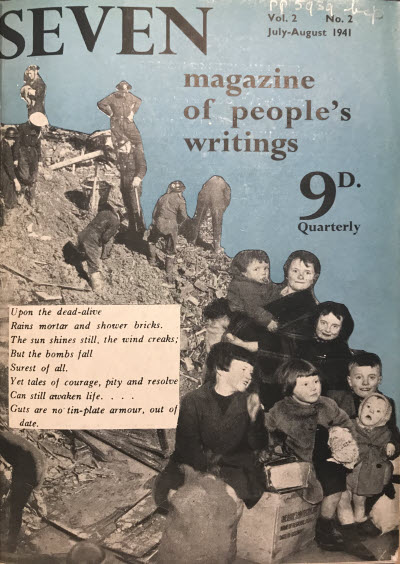 PP5939
SEVEN
Vol. 2 No. 2
July-August 1941
magazine
of people's
writings
9D.
Quarterly
Upon the dead-alive
Rains mortar and shower bricks.
The sun shines still, the wind creaks;
But the bombs fall
Surest of all.
Yet tales of courage, pity and resolve
Can still awaken life. . . . .
Guts are no tin-plate armour, out of
date.